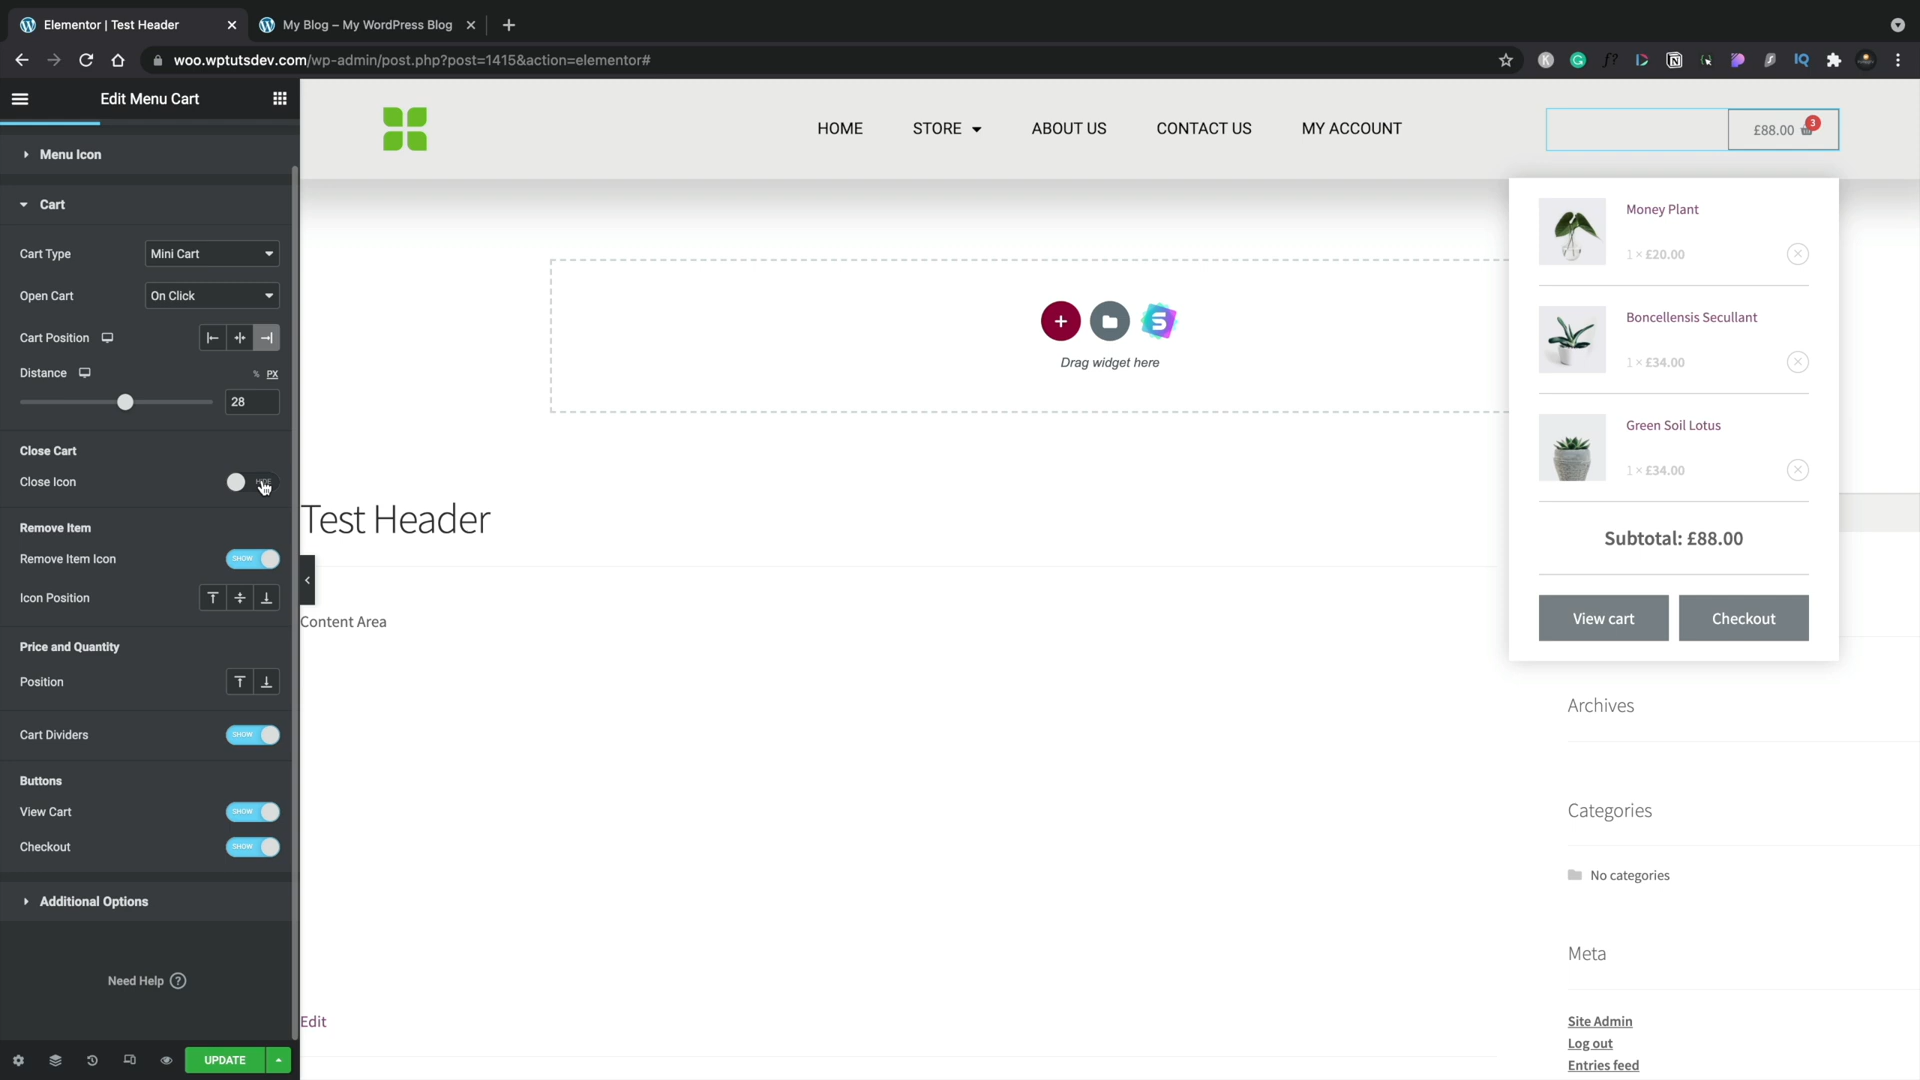 Elementor | Test Header
My Blog – My WordPress Blog
woo.wptutsdev.com/wp-admin/post.php?post=1415&action=elementor#
Edit Menu Cart
Menu Icon
Cart
Cart Type
Mini Cart
Open Cart
On Click
Cart Position
Distance
% PX
28
Close Cart
Close Icon
Remove Item
Remove Item Icon
SHOW
Icon Position
Price and Quantity
Position
Cart Dividers
SHOW
Buttons
View Cart
SHOW
Checkout
SHOW
Additional Options
Need Help ?
UPDATE
HOME
STORE
ABOUT US
CONTACT US
MY ACCOUNT
£88.00
3
Drag widget here
Test Header
Content Area
Edit
Money Plant
1 × £20.00
Boncellensis Secullant
1 × £34.00
Green Soil Lotus
1 × £34.00
Subtotal: £88.00
View cart
Checkout
Archives
Categories
No categories
Meta
Site Admin
Log out
Entries feed